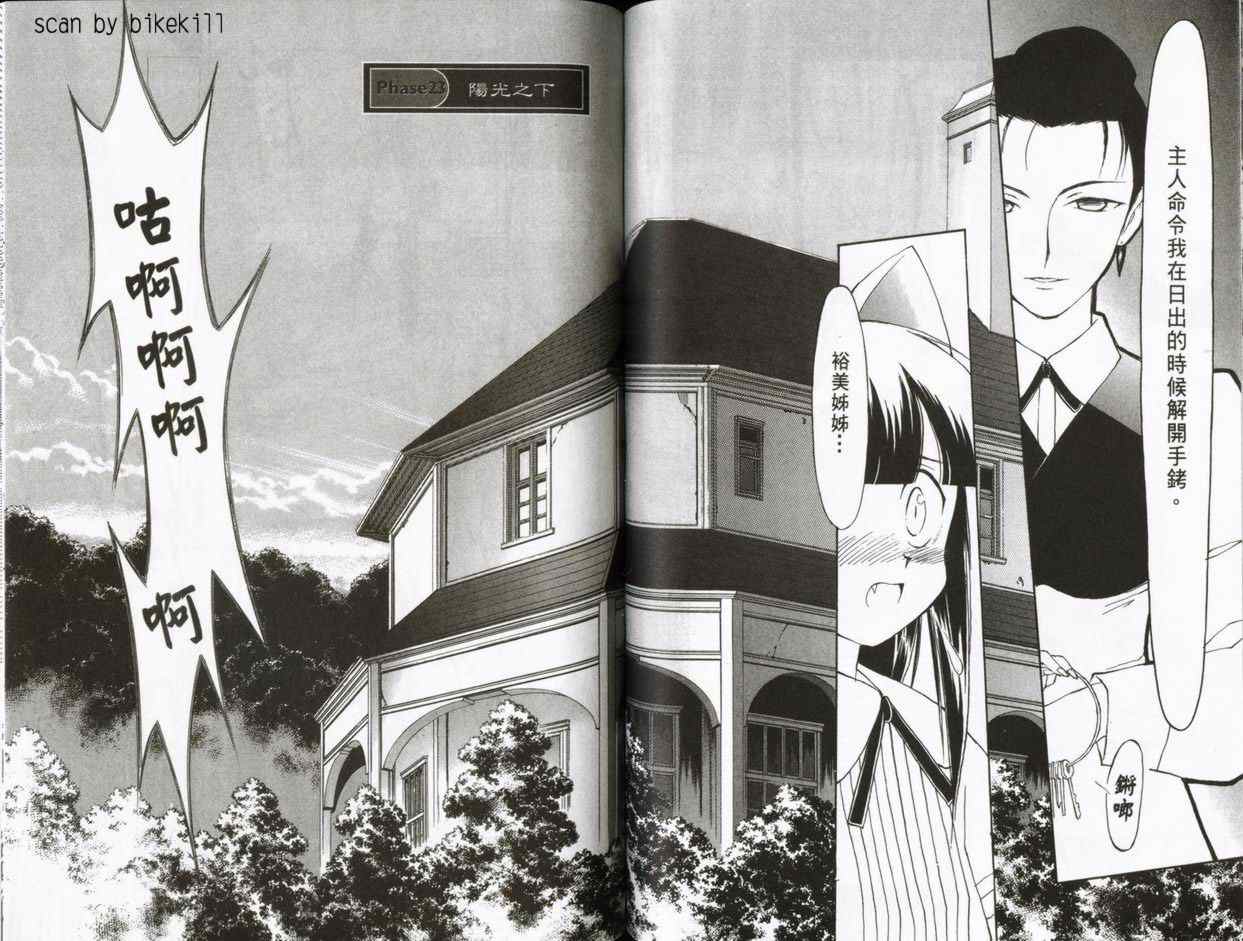 scan by bikekill
主人命令我在日出的時候解開手銬。
鏘啷
裕美姊姊…
Phase23 陽光之下
咕啊啊啊
啊